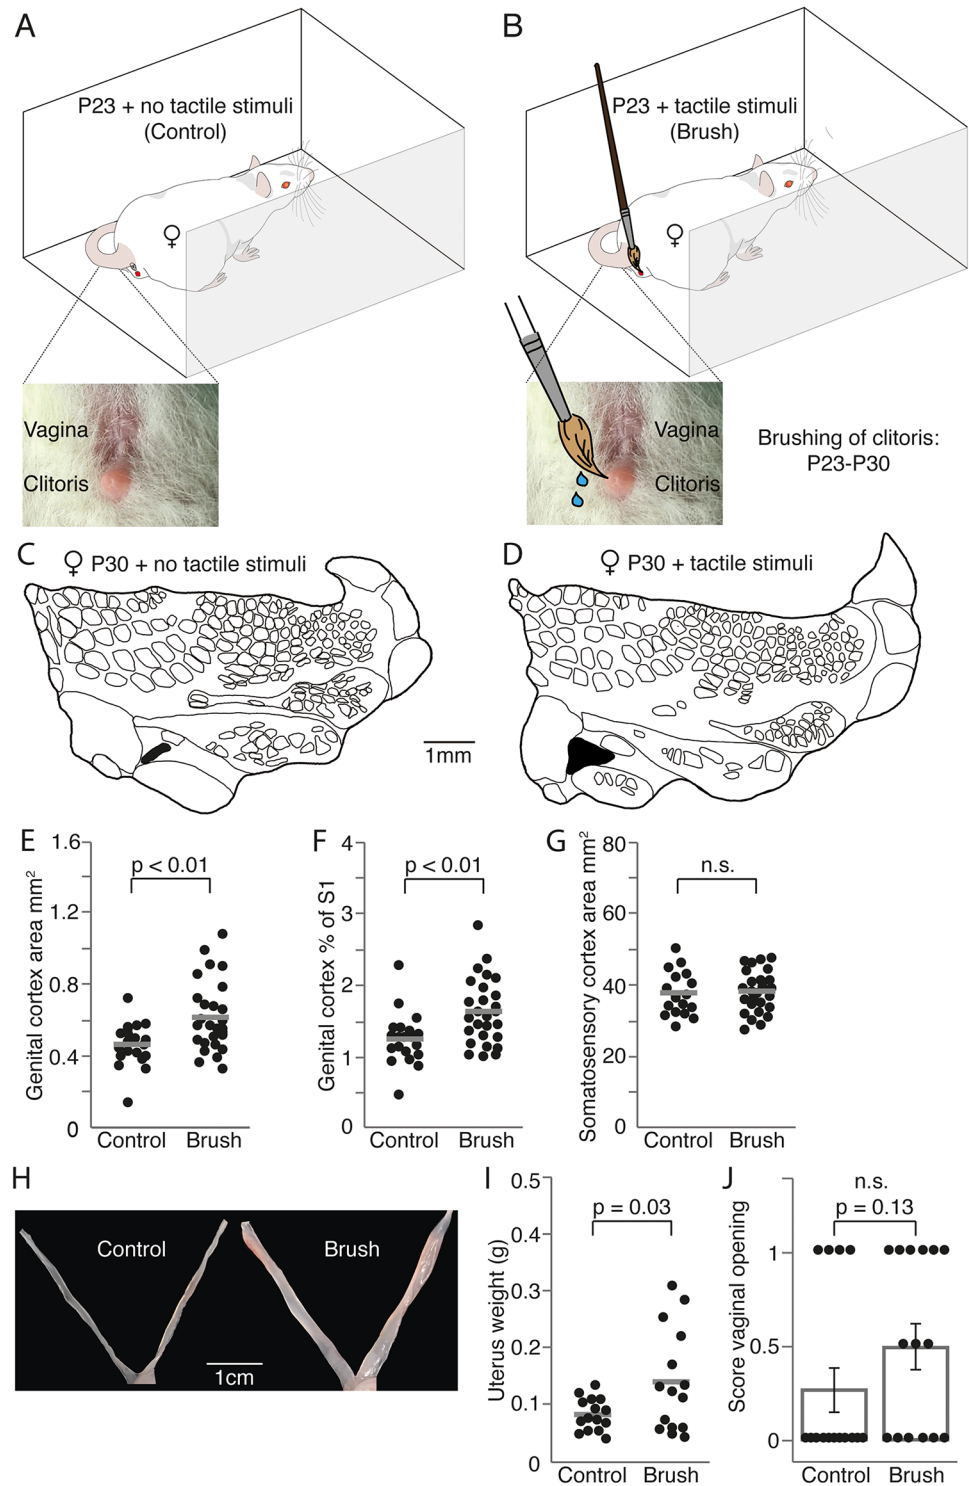 A
P23 + no tactile stimuli
(Control)
♀
Vagina
Clitoris
B
P23 + tactile stimuli
(Brush)
♀
Vagina
Clitoris
Brushing of clitoris:
P23-P30
C
♀ P30 + no tactile stimuli
D
♀ P30 + tactile stimuli
1mm
E
Genital cortex area mm²
1.6
1.2
0.8
0.4
0
p < 0.01
Control
Brush
F
Genital cortex % of S1
4
3
2
1
0
p < 0.01
Control
Brush
G
Somatosensory cortex area mm²
80
60
40
20
0
n.s.
Control
Brush
H
Control
Brush
1cm
I
Uterus weight (g)
0.5
0.4
0.3
0.2
0.1
0
p = 0.03
Control
Brush
J
Score vaginal opening
1
0.5
0
n.s.
p = 0.13
Control
Brush